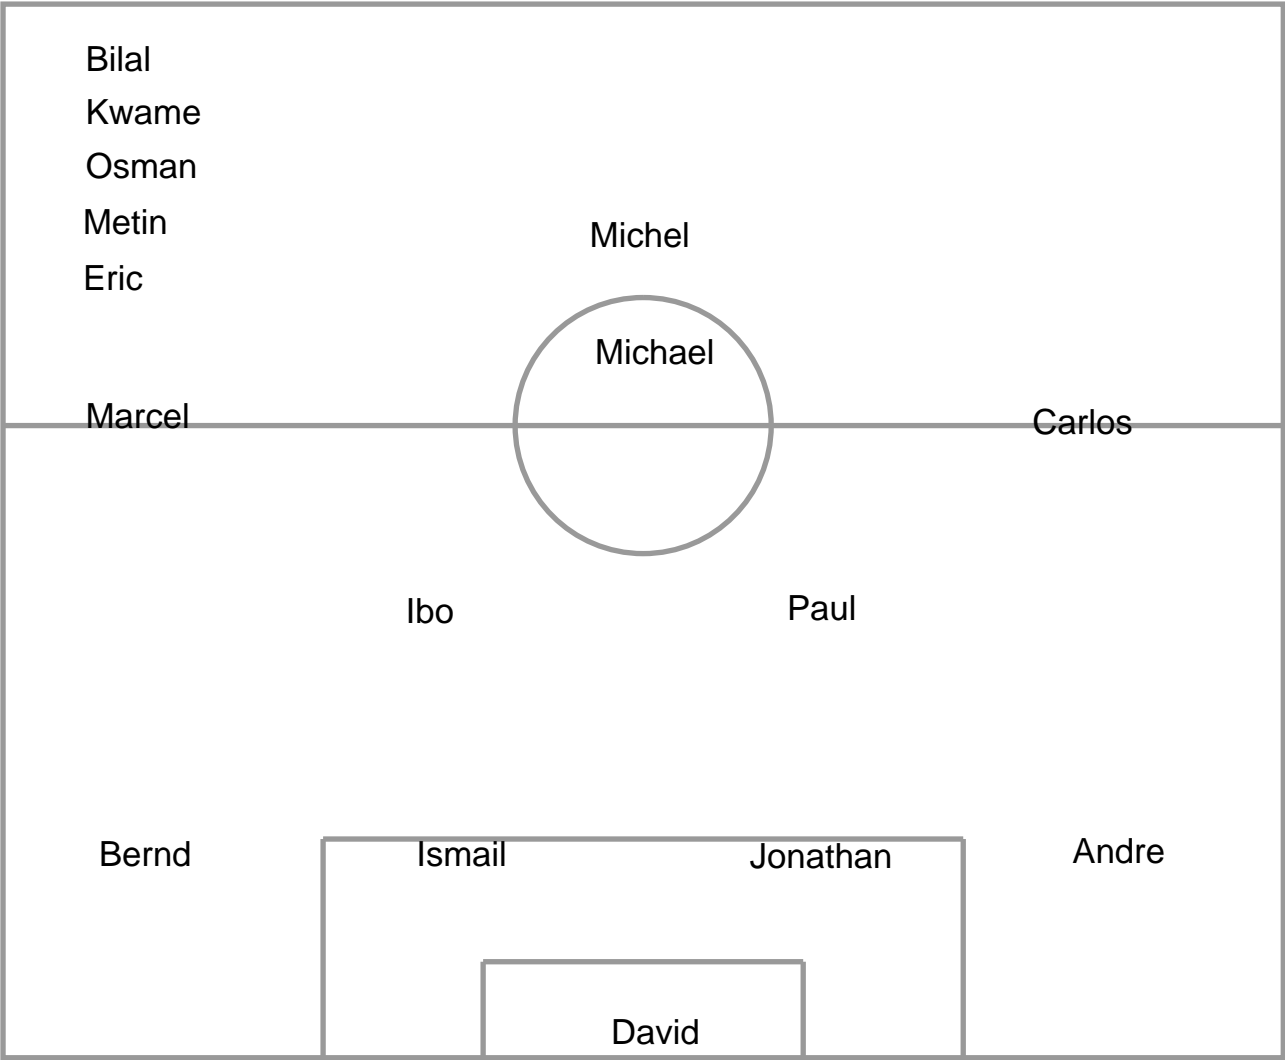 Bilal
Kwame
Osman
Metin
Eric
Michel
Michael
Marcel
Carlos
Ibo
Paul
Bernd
Ismail
Jonathan
Andre
David